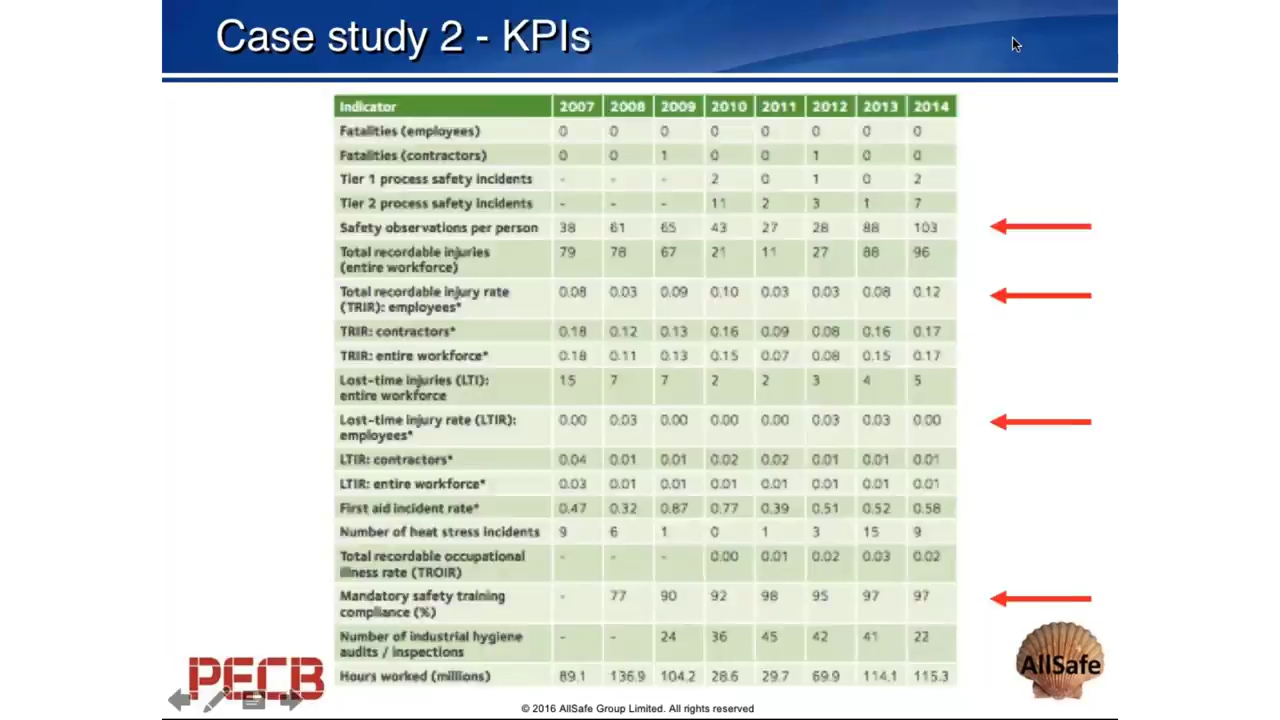 Case study 2 - KPIs
Indicator 2007 2008 2009 2010 2011 2012 2013 2014
Fatalities (employees) 0 0 0 0 0 0 0 0
Fatalities (contractors) 0 0 1 0 0 1 0 0
Tier 1 process safety incidents - - - 2 0 1 0 2
Tier 2 process safety incidents - - - 11 2 3 1 7
Safety observations per person 38 61 65 43 27 28 88 103
Total recordable injuries 79 78 67 21 11 27 88 96
(entire workforce)
Total recordable injury rate 0.08 0.03 0.09 0.10 0.03 0.03 0.08 0.12
(TRIR): employees*
TRIR: contractors* 0.18 0.12 0.13 0.16 0.09 0.08 0.16 0.17
TRIR: entire workforce* 0.18 0.11 0.13 0.15 0.07 0.08 0.15 0.17
Lost-time injuries (LTI): 15 7 7 2 2 3 4 5
entire workforce
Lost-time injury rate (LTIR): 0.00 0.03 0.00 0.00 0.00 0.03 0.03 0.00
employees*
LTIR: contractors* 0.04 0.01 0.01 0.02 0.02 0.01 0.01 0.01
LTIR: entire workforce* 0.03 0.01 0.01 0.01 0.01 0.01 0.01 0.01
First aid incident rate* 0.47 0.32 0.87 0.77 0.39 0.51 0.52 0.58
Number of heat stress incidents 9 6 1 0 1 3 15 9
Total recordable occupational - - - 0.00 0.01 0.02 0.03 0.02
illness rate (TROIR)
Mandatory safety training - 77 90 92 98 95 97 97
compliance (%)
Number of industrial hygiene - - 24 36 45 42 41 22
audits / inspections
Hours worked (millions) 89.1 136.9 104.2 28.6 29.7 69.9 114.1 115.3
PECB
AllSafe
© 2016 AllSafe Group Limited. All rights reserved